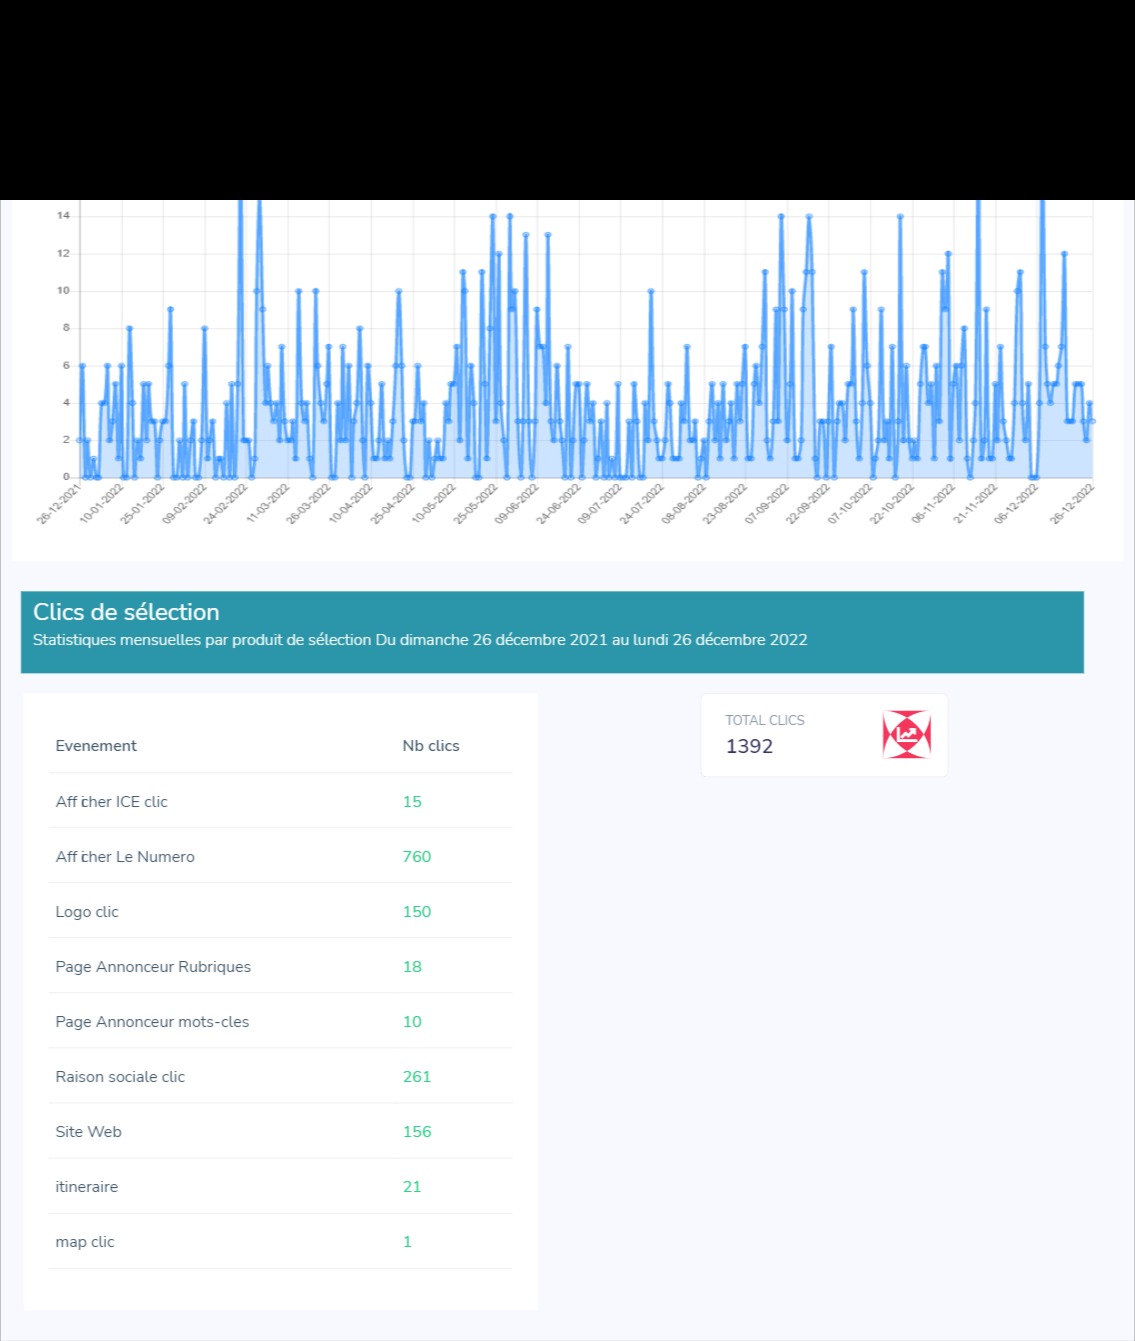 14
12
10
8
6
4
2
0
26-12-2021 10-01-2022 25-01-2022 09-02-2022 24-02-2022 11-03-2022 26-03-2022 10-04-2022 25-04-2022 10-05-2022 25-05-2022 09-06-2022 24-06-2022 09-07-2022 24-07-2022 08-08-2022 23-08-2022 07-09-2022 22-09-2022 07-10-2022 22-10-2022 06-11-2022 21-11-2022 06-12-2022 26-12-2022
Clics de sélection
Statistiques mensuelles par produit de sélection Du dimanche 26 décembre 2021 au lundi 26 décembre 2022
Evenement Nb clics
Afficher ICE clic 15
Afficher Le Numero 760
Logo clic 150
Page Annonceur Rubriques 18
Page Annonceur mots-cles 10
Raison sociale clic 261
Site Web 156
itineraire 21
map clic 1
TOTAL CLICS
1392